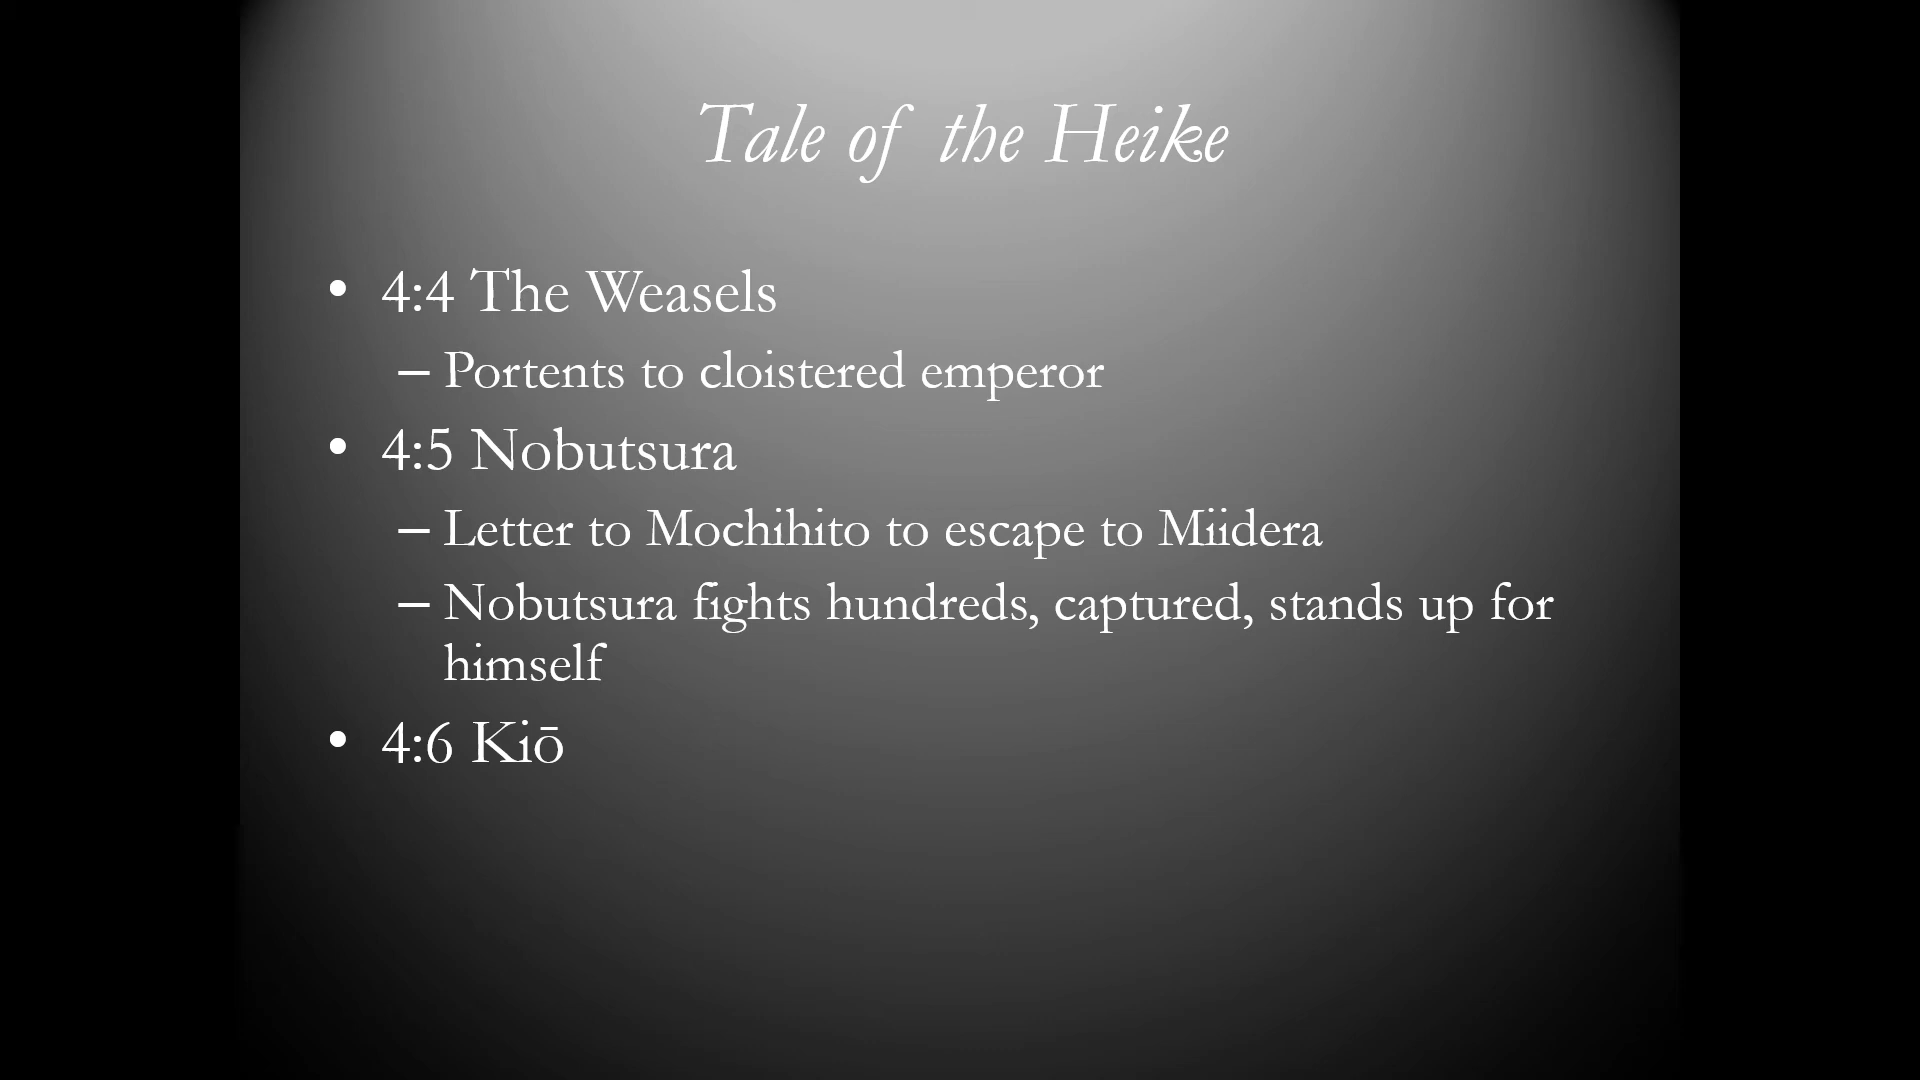 Tale of the Heike
• 4:4 The Weasels
– Portents to cloistered emperor
• 4:5 Nobutsura
– Letter to Mochihito to escape to Miidera
– Nobutsura fights hundreds, captured, stands up for
himself
• 4:6 Kiō